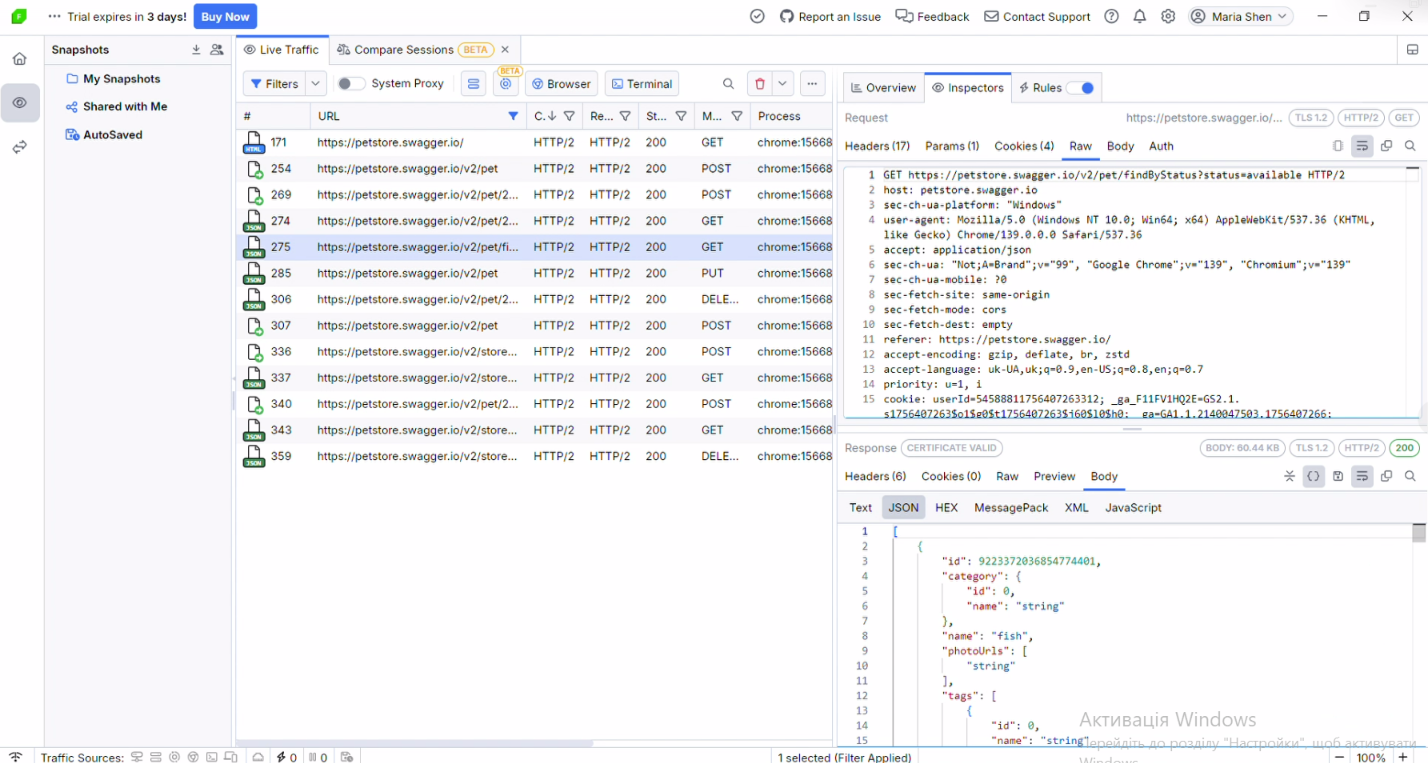 Trial expires in 3 days! Buy Now Report an Issue Feedback Contact Support Maria Shen
Snapshots
My Snapshots
Shared with Me
AutoSaved
Live Traffic Compare Sessions BETA
Filters System Proxy BETA Browser Terminal
# URL C... Re... St... M... Process
171 https://petstore.swagger.io/ HTTP/2 HTTP/2 200 GET chrome:15668
254 https://petstore.swagger.io/v2/pet HTTP/2 HTTP/2 200 POST chrome:15668
269 https://petstore.swagger.io/v2/pet/2... HTTP/2 HTTP/2 200 POST chrome:15668
274 https://petstore.swagger.io/v2/pet/2... HTTP/2 HTTP/2 200 GET chrome:15668
275 https://petstore.swagger.io/v2/pet/fi... HTTP/2 HTTP/2 200 GET chrome:15668
285 https://petstore.swagger.io/v2/pet HTTP/2 HTTP/2 200 PUT chrome:15668
306 https://petstore.swagger.io/v2/pet/2... HTTP/2 HTTP/2 200 DELE... chrome:15668
307 https://petstore.swagger.io/v2/pet HTTP/2 HTTP/2 200 POST chrome:15668
336 https://petstore.swagger.io/v2/store... HTTP/2 HTTP/2 200 POST chrome:15668
337 https://petstore.swagger.io/v2/store... HTTP/2 HTTP/2 200 GET chrome:15668
340 https://petstore.swagger.io/v2/pet/2... HTTP/2 HTTP/2 200 POST chrome:15668
343 https://petstore.swagger.io/v2/store... HTTP/2 HTTP/2 200 GET chrome:15668
359 https://petstore.swagger.io/v2/store... HTTP/2 HTTP/2 200 DELE... chrome:15668
Overview Inspectors Rules
Request https://petstore.swagger.io/... TLS 1.2 HTTP/2 GET
Headers (17) Params (1) Cookies (4) Raw Body Auth
1 GET https://petstore.swagger.io/v2/pet/findByStatus?status=available HTTP/2
2 host: petstore.swagger.io
3 sec-ch-ua-platform: "Windows"
4 user-agent: Mozilla/5.0 (Windows NT 10.0; Win64; x64) AppleWebKit/537.36 (KHTML,
like Gecko) Chrome/139.0.0.0 Safari/537.36
5 accept: application/json
6 sec-ch-ua: "Not;A=Brand";v="99", "Google Chrome";v="139", "Chromium";v="139"
7 sec-ch-ua-mobile: ?0
8 sec-fetch-site: same-origin
9 sec-fetch-mode: cors
10 sec-fetch-dest: empty
11 referer: https://petstore.swagger.io/
12 accept-encoding: gzip, deflate, br, zstd
13 accept-language: uk-UA,uk;q=0.9,en-US;q=0.8,en;q=0.7
14 priority: u=1, i
15 cookie: userId=54588811756407263312; _ga_F11FV1HQ2E=GS2.1.
s1756407263$o1$g0$t1756407263$j60$l0$h0; _ga=GA1.1.2140047503.1756407266;
Response CERTIFICATE VALID BODY: 60.44 KB TLS 1.2 HTTP/2 200
Headers (6) Cookies (0) Raw Preview Body
Text JSON HEX MessagePack XML JavaScript
1 [
2 {
3 "id": 9223372036854774401,
4 "category": {
5 "id": 0,
6 "name": "string"
7 },
8 "name": "fish",
9 "photoUrls": [
10 "string"
11 ],
12 "tags": [
13 {
14 "id": 0,
15 "name": "string"
Активація Windows
Перейдіть до розділу "Настройки", щоб активувати
Windows.
Traffic Sources: 0 0 1 selected (Filter Applied) 100%